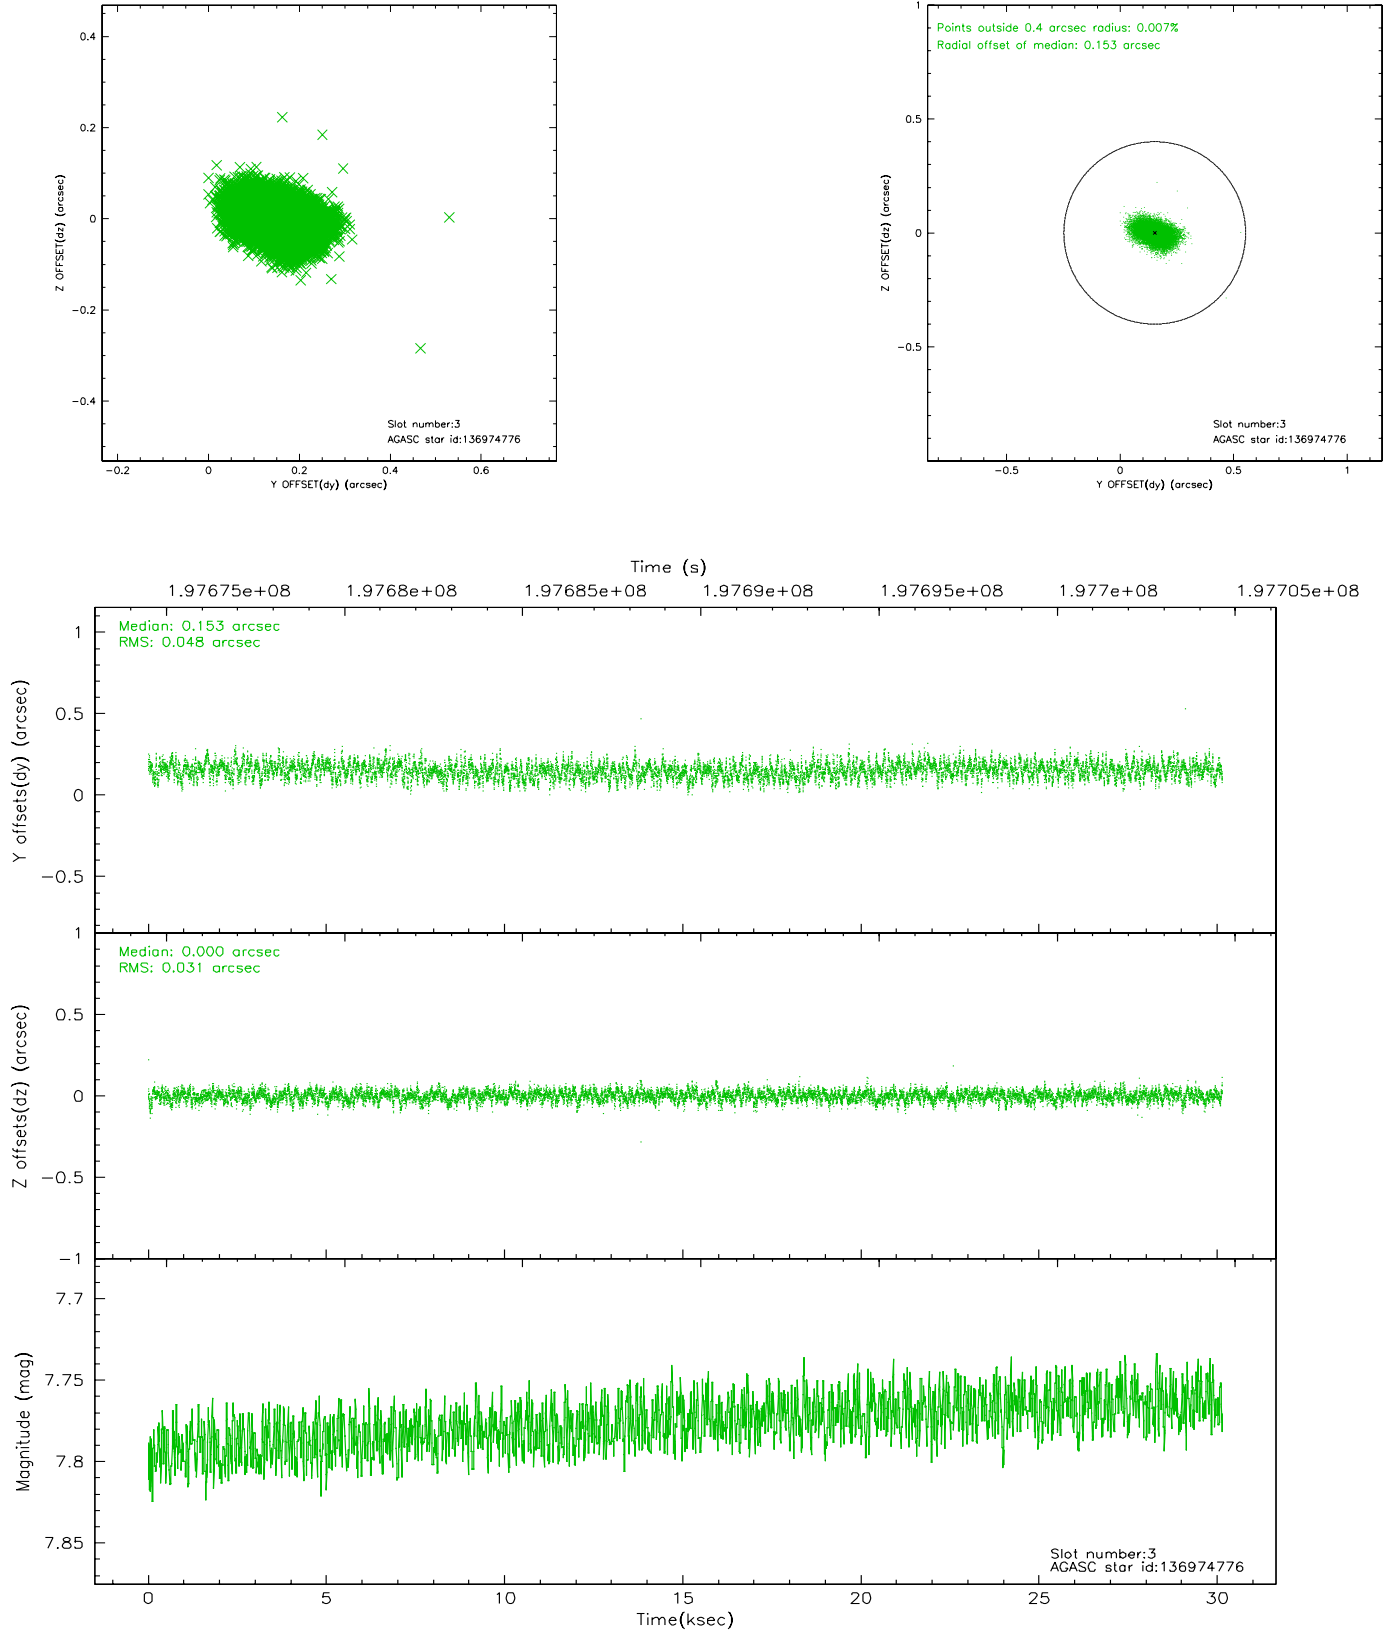 0.4
0.2
0
−0.2
−0.4
Z OFFSET(dz) (arcsec)
Slot number:3
AGASC star id:136974776
−0.2 0 0.2 0.4 0.6
Y OFFSET(dy) (arcsec)
Points outside 0.4 arcsec radius: 0.007%
Radial offset of median: 0.153 arcsec
1
0.5
0
−0.5
Z OFFSET(dz) (arcsec)
Slot number:3
AGASC star id:136974776
−0.5 0 0.5 1
Y OFFSET(dy) (arcsec)
Time (s)
1.97675e+08 1.9768e+08 1.97685e+08 1.9769e+08 1.97695e+08 1.977e+08 1.97705e+08
Median: 0.153 arcsec
RMS: 0.048 arcsec
1
0.5
0
−0.5
Y offsets(dy) (arcsec)
Median: 0.000 arcsec
RMS: 0.031 arcsec
1
0.5
0
−0.5
−1
Z offsets(dz) (arcsec)
7.7
7.75
7.8
7.85
Magnitude (mag)
Slot number:3
AGASC star id:136974776
0 5 10 15 20 25 30
Time(ksec)